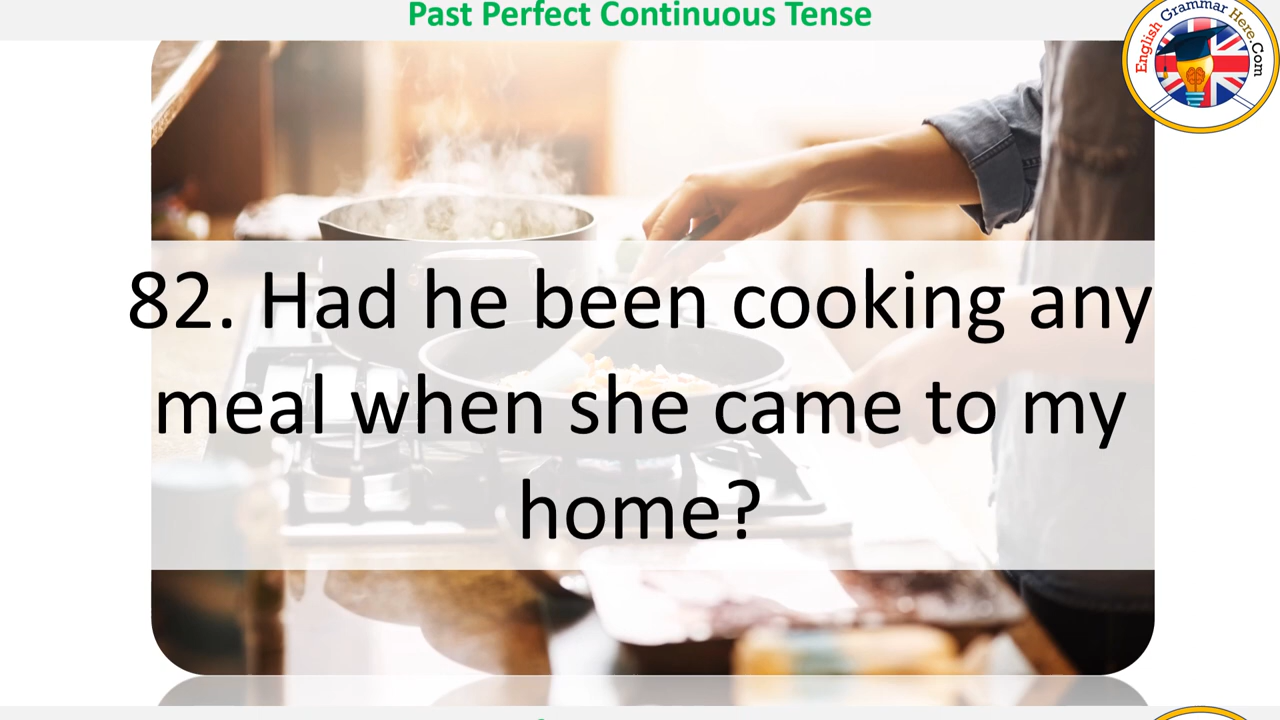 Past Perfect Continuous Tense
English Grammar Here.Com
82. Had he been cooking any
meal when she came to my
home?